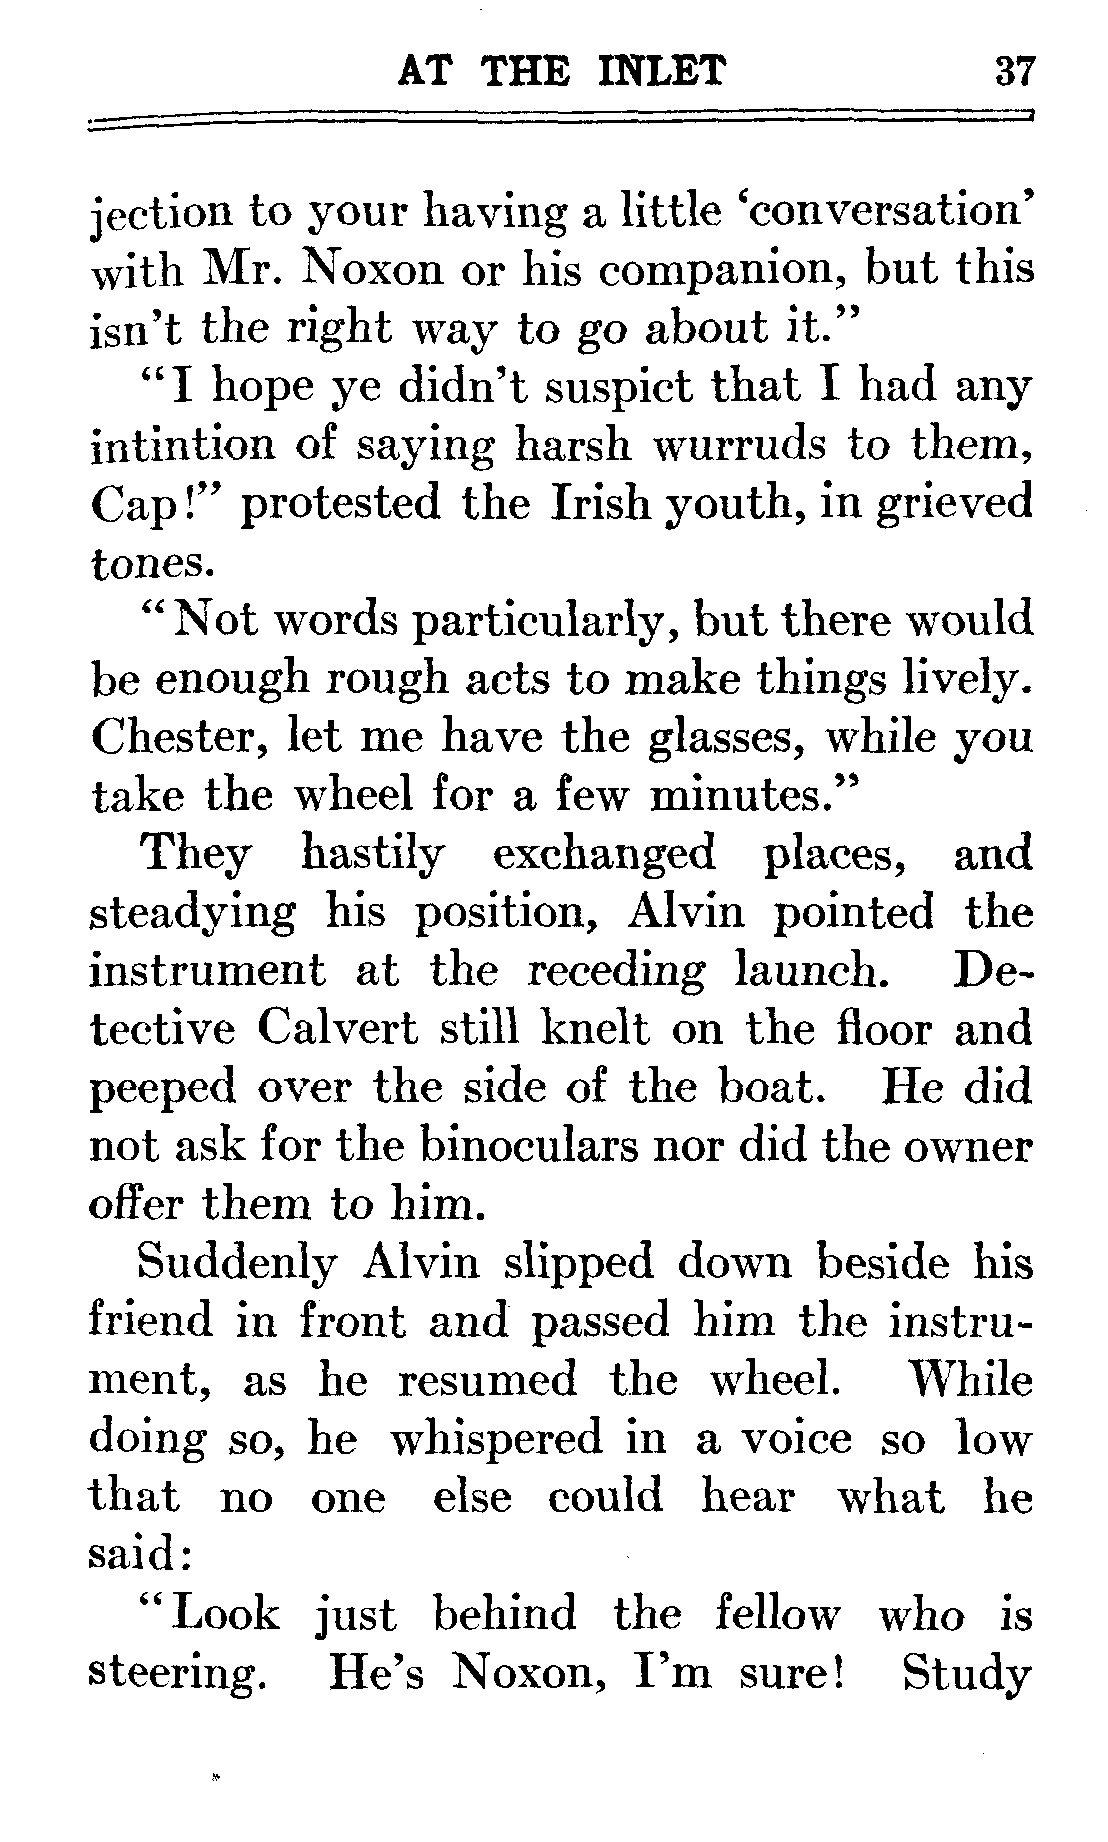 AT THE INLET 37
jection to your having a little ‘conversation’
with Mr. Noxon or his companion, but this
isn’t the right way to go about it.”
“I hope ye didn’t suspect that I had any
intintion of saying harsh wurruds to them,
Cap!” protested the Irish youth, in grieved
tones.
“Not words particularly, but there would
be enough rough acts to make things lively.
Chester, let me have the glasses, while you
take the wheel for a few minutes.”
They hastily exchanged places, and
steadying his position, Alvin pointed the
instrument at the receding launch. De-
tective Calvert still knelt on the floor and
peeped over the side of the boat. He did
not ask for the binoculars nor did the owner
offer them to him.
Suddenly Alvin slipped down beside his
friend in front and passed him the instru-
ment, as he resumed the wheel. While
doing so, he whispered in a voice so low
that no one else could hear what he
said:
“Look just behind the fellow who is
steering. He’s Noxon, I’m sure! Study